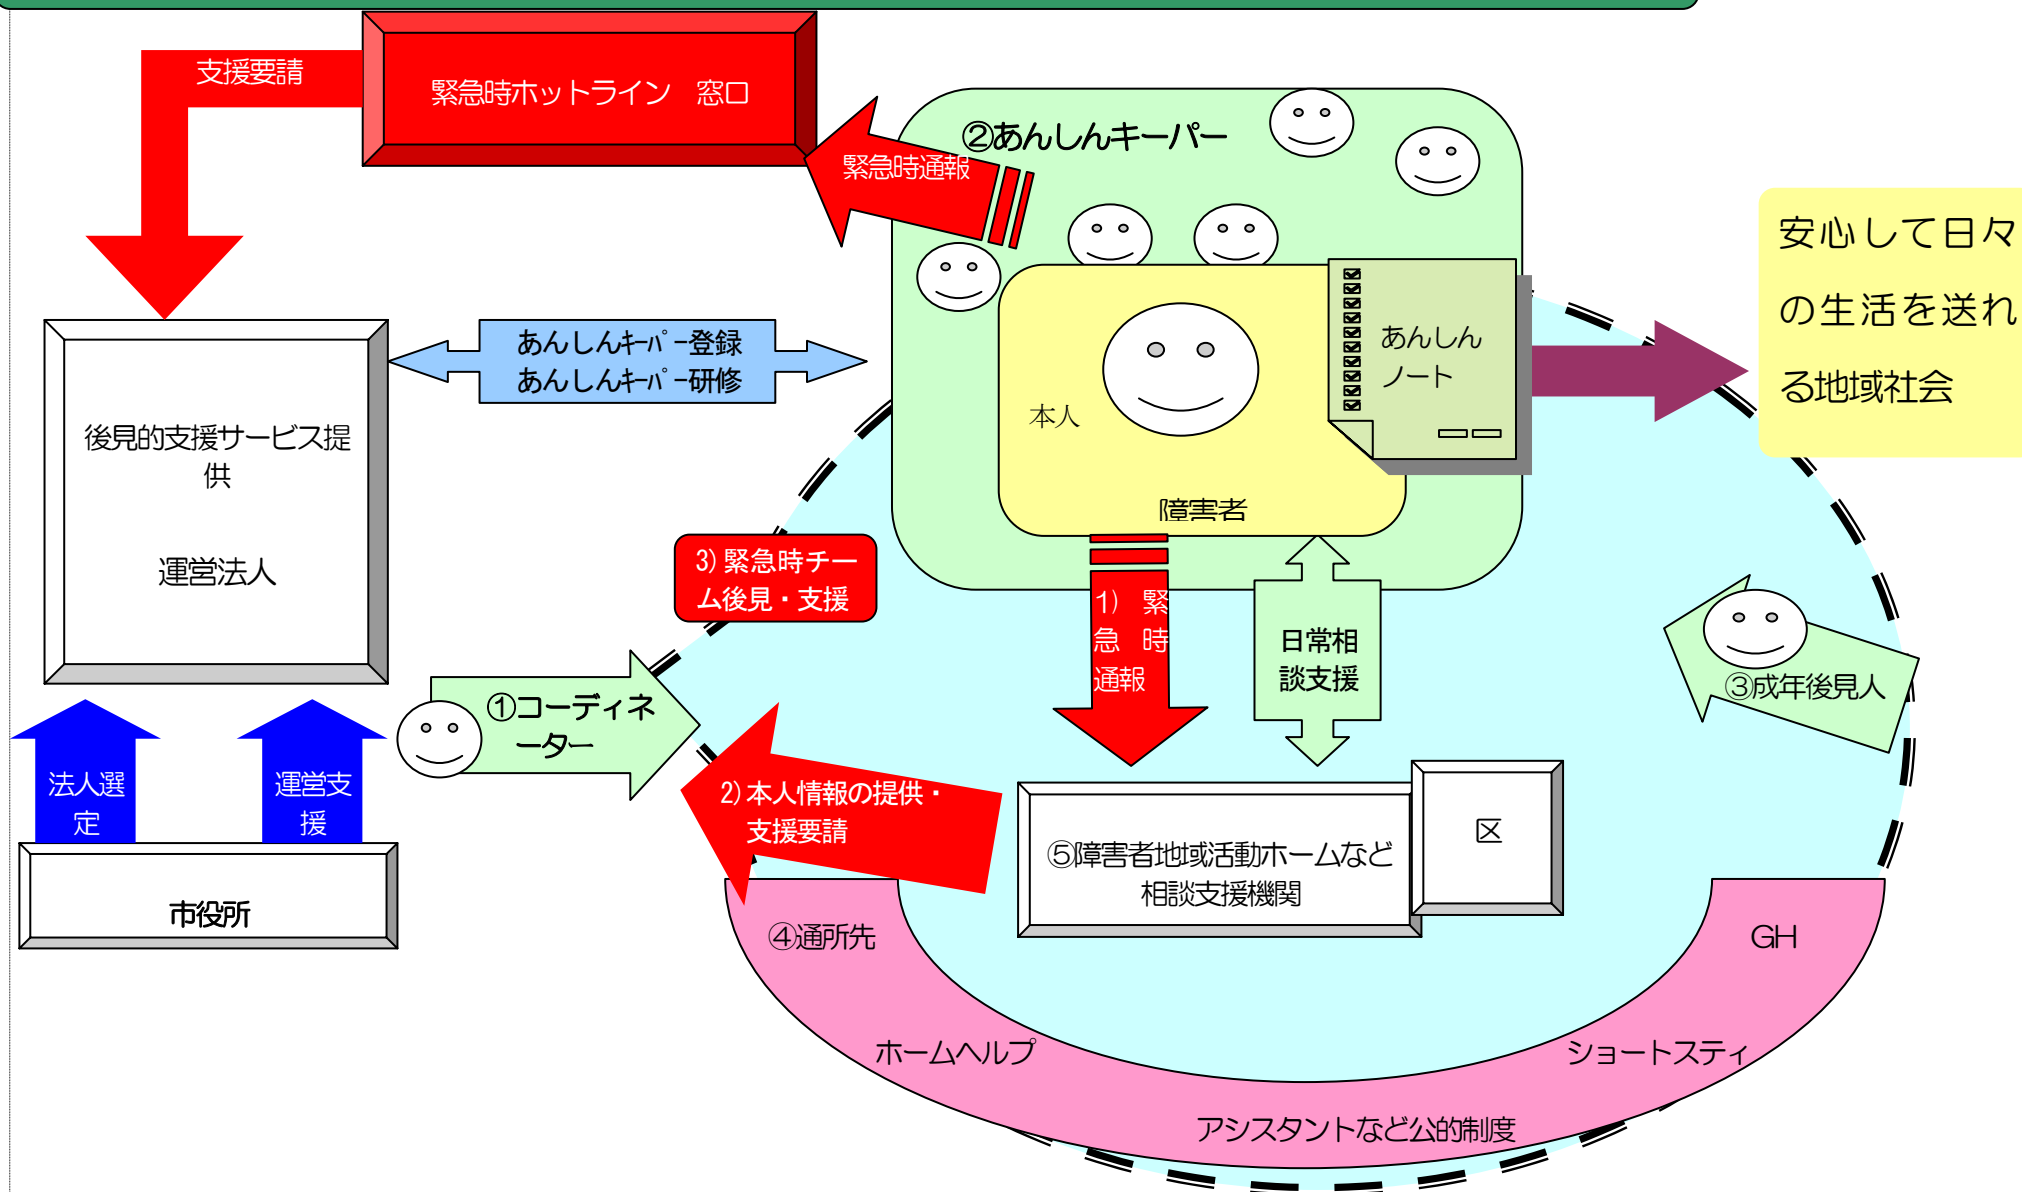 支援要請
緊急時ホットライン　窓口
②あんしんキーパー
緊急時通報
安心して日々
の生活を送れ
る地域社会
あんしんｷｰﾊﾟｰ登録
あんしんｷｰﾊﾟｰ研修
あんしん
ノート
本人
障害者
後見的支援サービス提
供
運営法人
3)緊急時チー
ム後見・支援
1)　緊
急　時
通報
日常相
談支援
③成年後見人
①コーディネ
ーター
法人選
定
運営支
援
2)本人情報の提供・
支援要請
⑤障害者地域活動ホームなど
相談支援機関
区
市役所
④通所先
GH
ホームヘルプ
ショートスティ
アシスタントなど公的制度